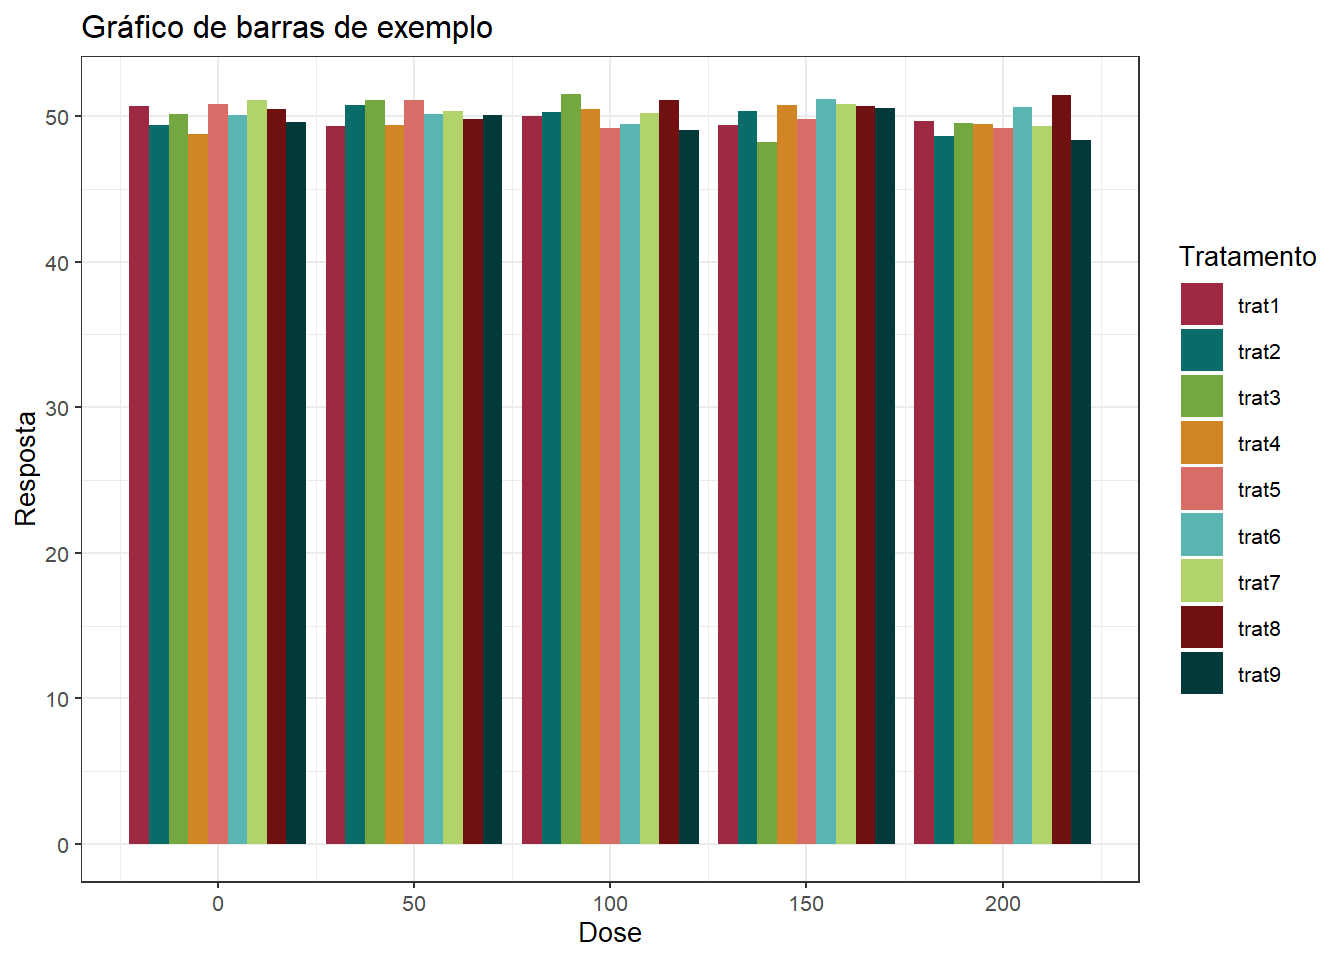 Gráfico de barras de exemplo
Resposta
50
40
30
20
10
0
0 50 100 150 200
Dose
Tratamento
trat1
trat2
trat3
trat4
trat5
trat6
trat7
trat8
trat9